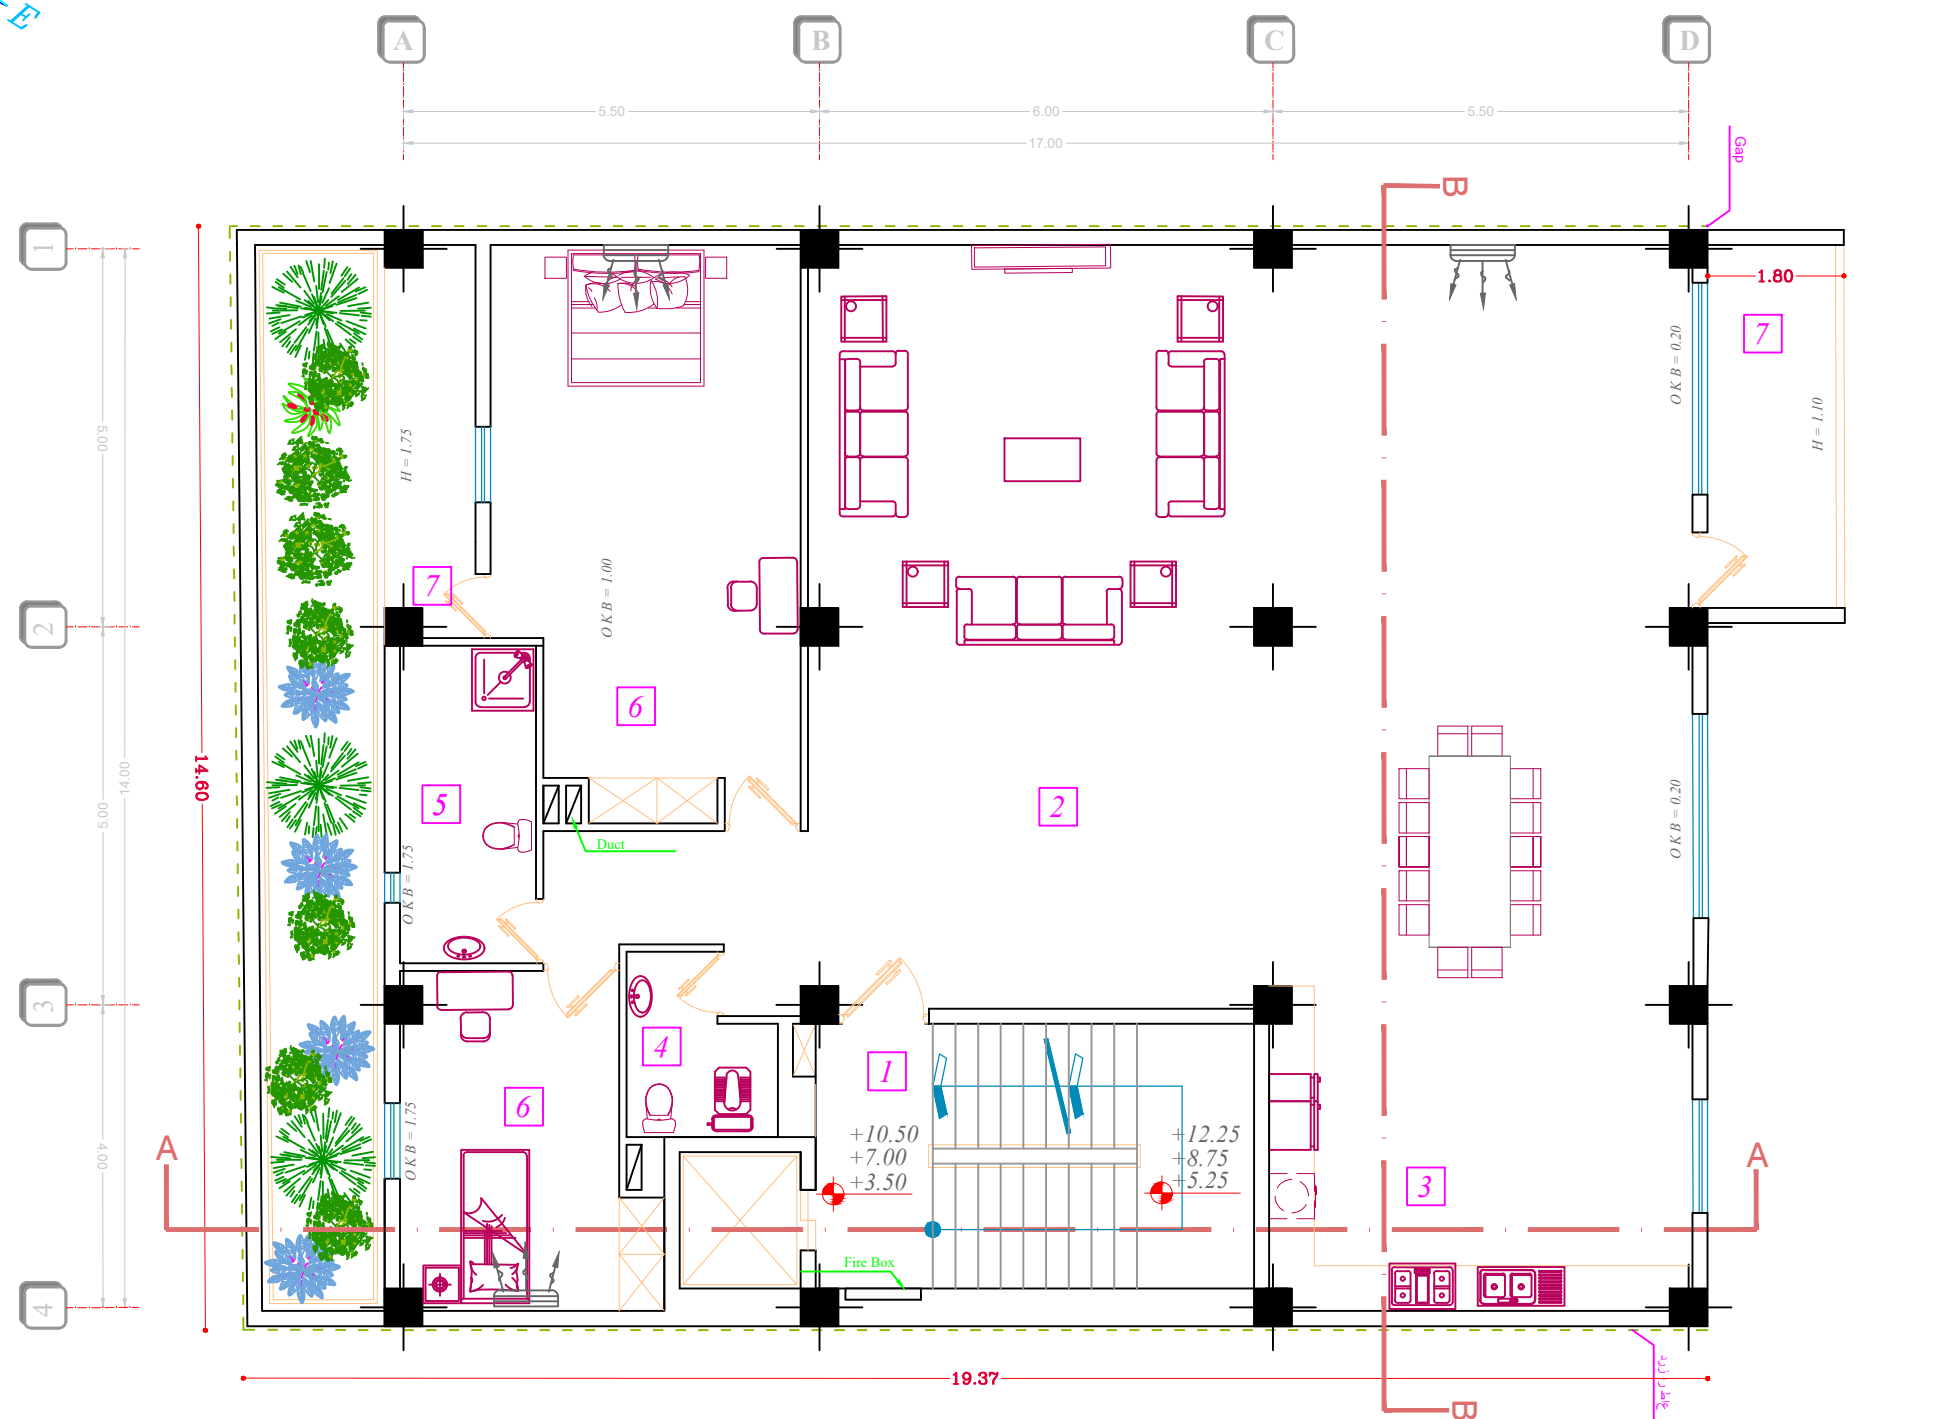 E
A
B
C
D
5.50
6.00
5.50
17.00
Gap
B
1
1.80
7
O K B = 0.20
H = 1.10
H = 1.75
5.00
O K B = 1.00
7
2
6
14.60
14.00
5.00
5
2
O K B = 0.20
Duct
O K B = 1.75
3
4
1
6
O K B = 1.75
4.00
A
A
+10.50
+7.00
+3.50
+12.25
+8.75
+5.25
3
Fire Box
4
19.37
B